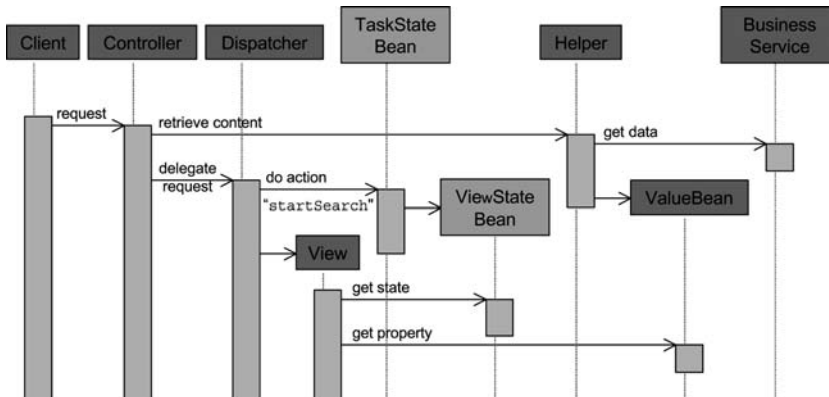 Client
Controller
Dispatcher
TaskState
Bean
Helper
Business
Service
request
retrieve content
get data
delegate
request
do action
"startSearch"
ViewState
Bean
ValueBean
View
get state
get property